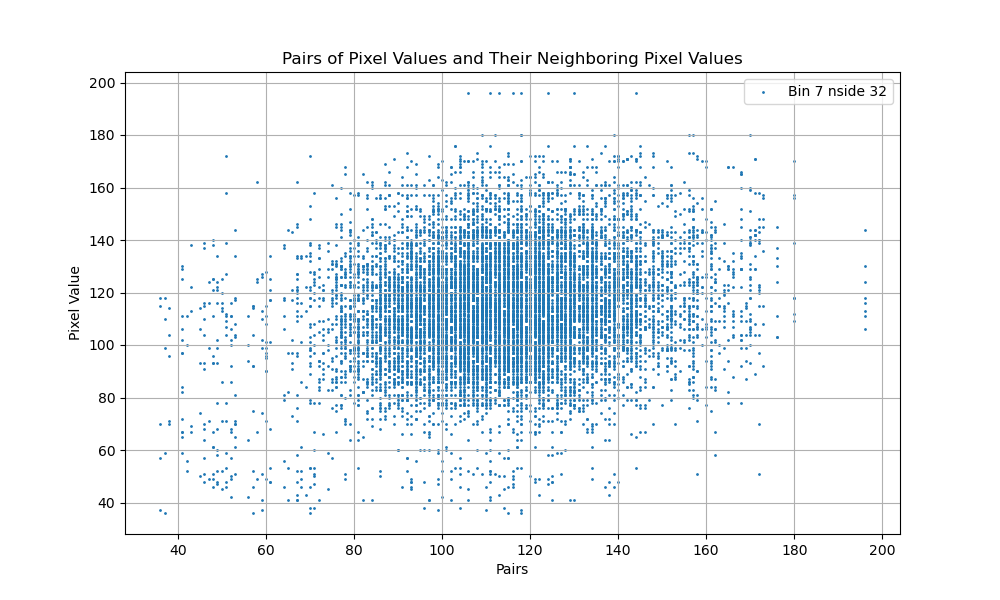 Pairs of Pixel Values and Their Neighboring Pixel Values
Bin 7 nside 32
200
180
160
140
120
100
80
60
40
Pixel Value
40 60 80 100 120 140 160 180 200
Pairs